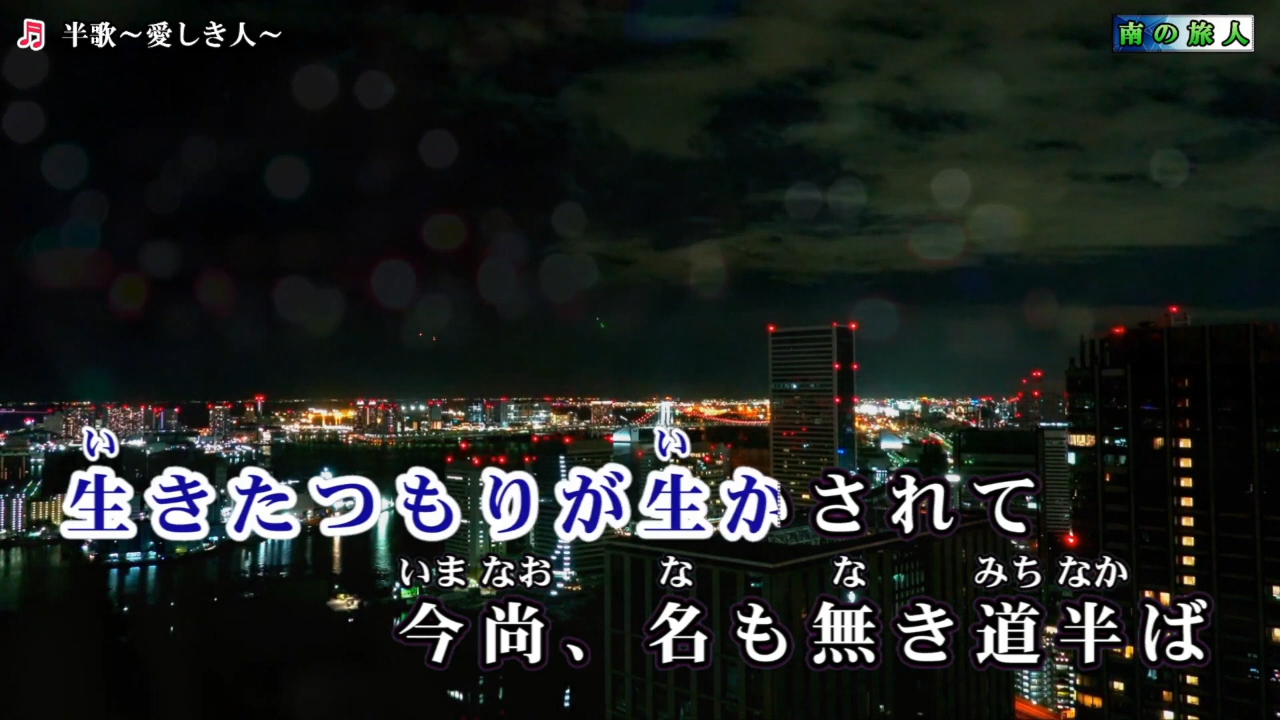 半歌～愛しき人～
南の旅人
い い
生きたつもりが生かされて
いま なお な な みち なか
今尚、名も無き道半ば